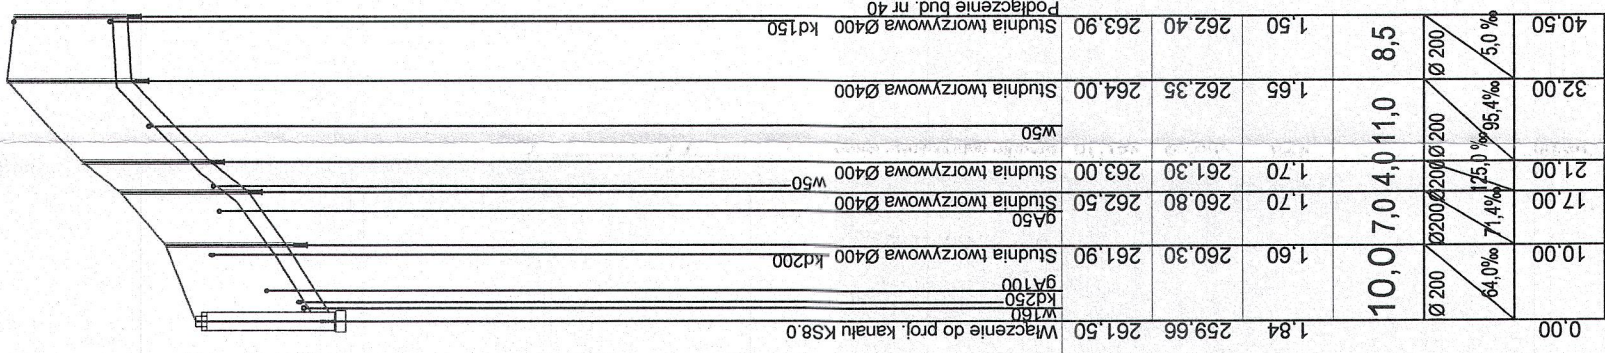 0,00 1.84 259.66 261.50 Włączenie do proj. kanału KS8.0
w160
kd250
gA100
Ø 200 64,0‰ 10,0
10.00 1.60 260.30 261.90 Studnia tworzywowa Ø400 kd200
gA50
Ø200 71,4‰ 7,0
17.00 1.70 260.80 262.50 Studnia tworzywowa Ø400
w50
Ø200 125,0 ‰ 4,0
21.00 1.70 261.30 263.00 Studnia tworzywowa Ø400
w50
Ø 200 95,4‰ 11,0
32.00 1.65 262.35 264.00 Studnia tworzywowa Ø400
Ø 200 5,0 ‰ 8,5
40.50 1.50 262.40 263.90 Studnia tworzywowa Ø400 kd150
Podłączenie bud. nr 40